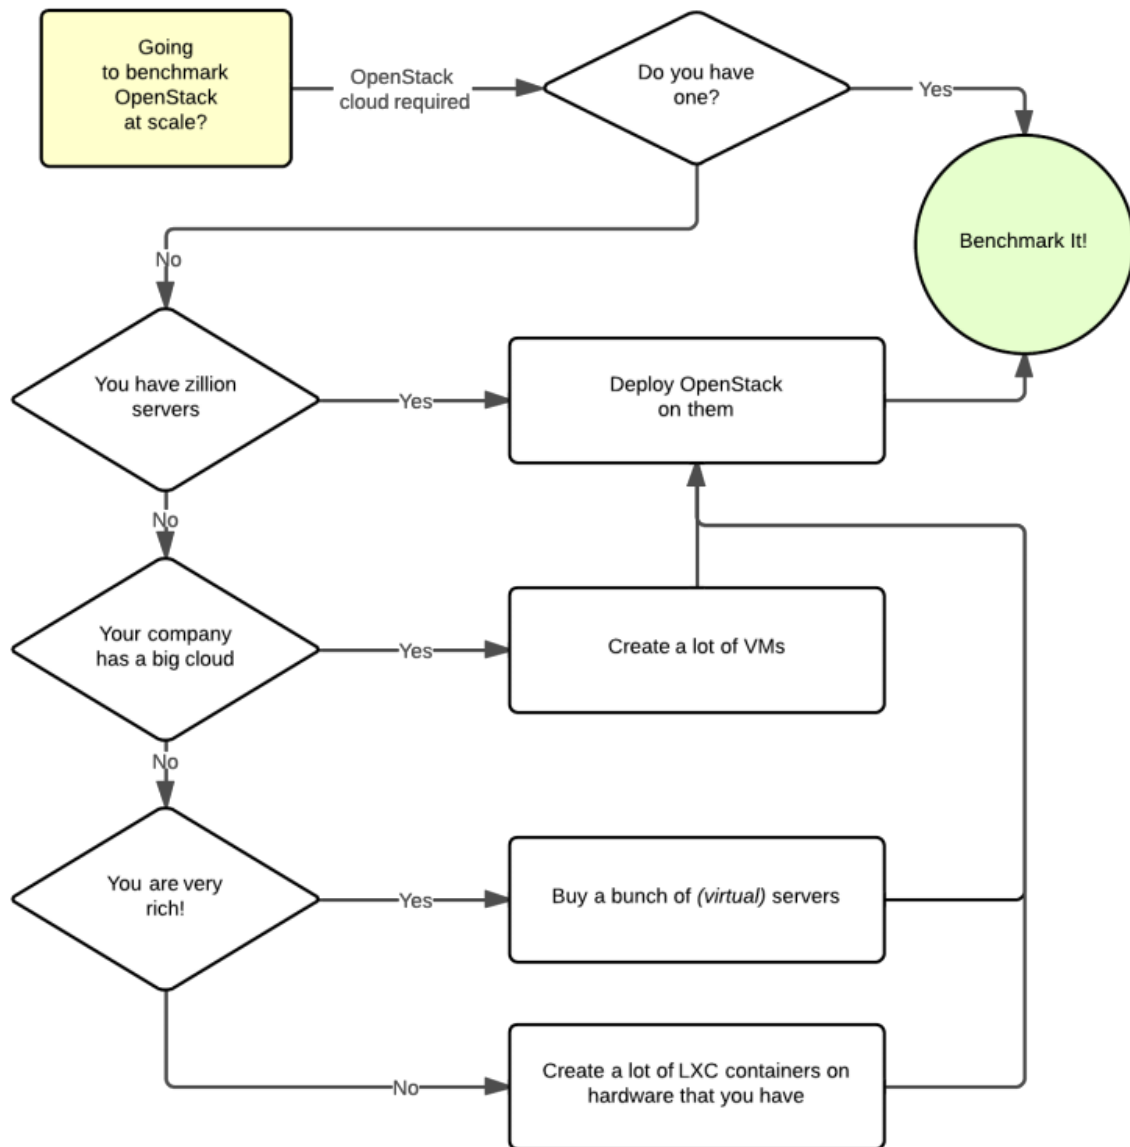 Going
to benchmark
OpenStack
at scale?
OpenStack
cloud required
Do you have
one?
Yes
Benchmark It!
No
You have zillion
servers
Yes
Deploy OpenStack
on them
No
Your company
has a big cloud
Yes
Create a lot of VMs
No
You are very
rich!
Yes
Buy a bunch of (virtual) servers
No
Create a lot of LXC containers on
hardware that you have